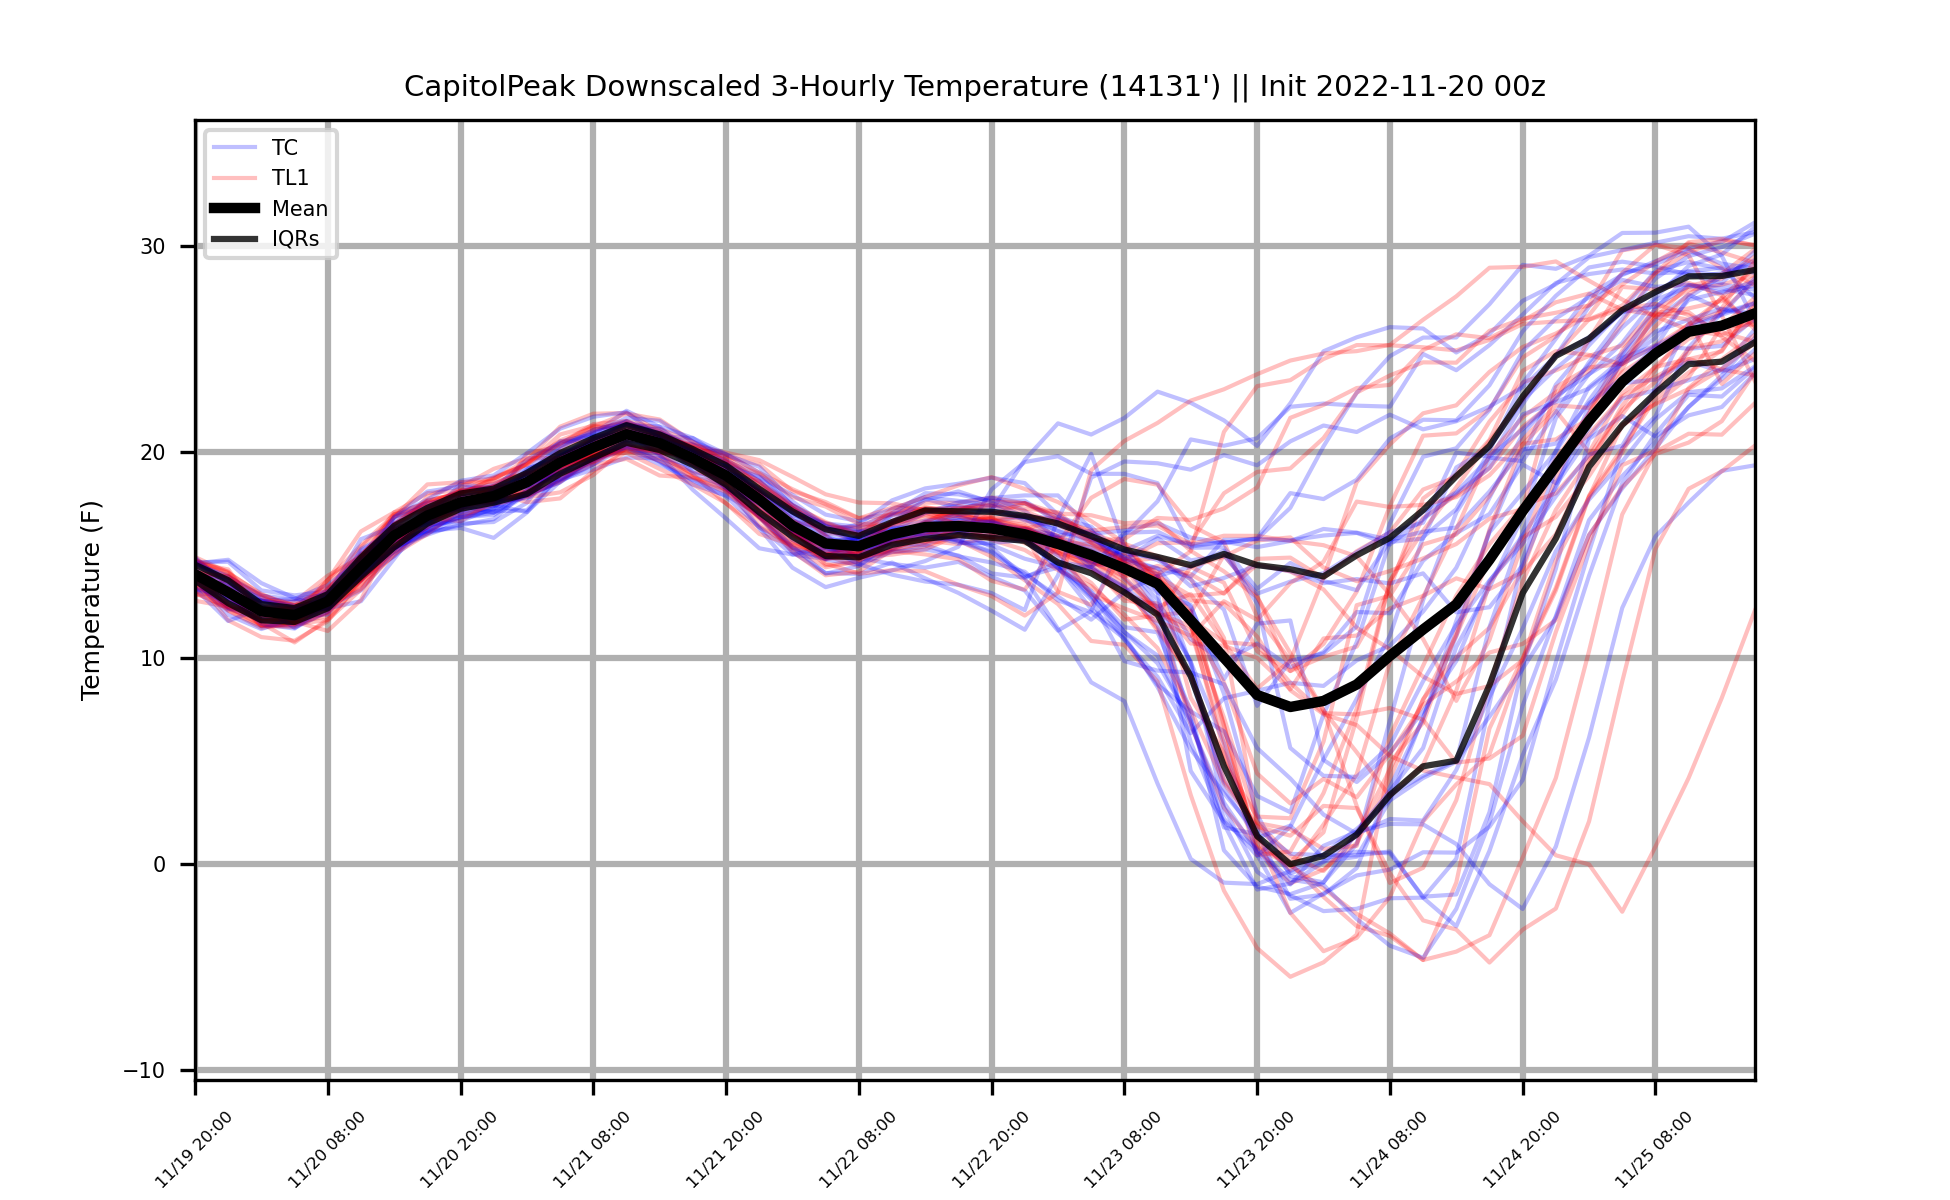 CapitolPeak Downscaled 3-Hourly Temperature (14131') || Init 2022-11-20 00z
TC
TL1
Mean
IQRs
Temperature (F)
30
20
10
0
−10
11/19 20:00
11/20 08:00
11/20 20:00
11/21 08:00
11/21 20:00
11/22 08:00
11/22 20:00
11/23 08:00
11/23 20:00
11/24 08:00
11/24 20:00
11/25 08:00